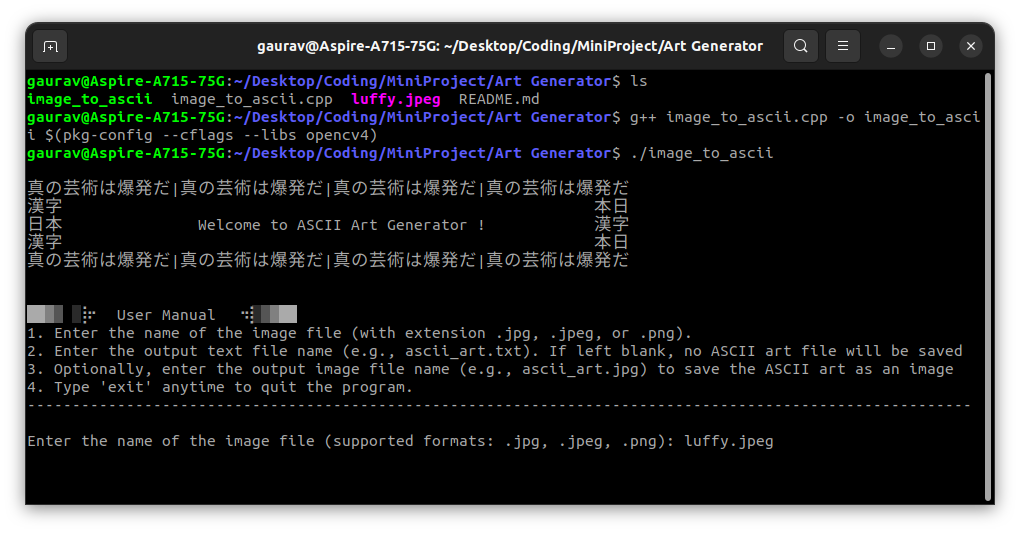 gaurav@Aspire-A715-75G: ~/Desktop/Coding/MiniProject/Art Generator
gaurav@Aspire-A715-75G:~/Desktop/Coding/MiniProject/Art Generator$ ls
image_to_ascii  image_to_ascii.cpp  luffy.jpeg  README.md
gaurav@Aspire-A715-75G:~/Desktop/Coding/MiniProject/Art Generator$ g++ image_to_ascii.cpp -o image_to_asci
i $(pkg-config --cflags --libs opencv4)
gaurav@Aspire-A715-75G:~/Desktop/Coding/MiniProject/Art Generator$ ./image_to_ascii
真の芸術は爆発だ|真の芸術は爆発だ|真の芸術は爆発だ|真の芸術は爆発だ
漢字 本日
日本 Welcome to ASCII Art Generator ! 漢字
漢字 本日
真の芸術は爆発だ|真の芸術は爆発だ|真の芸術は爆発だ|真の芸術は爆発だ
User Manual
1. Enter the name of the image file (with extension .jpg, .jpeg, or .png).
2. Enter the output text file name (e.g., ascii_art.txt). If left blank, no ASCII art file will be saved
3. Optionally, enter the output image file name (e.g., ascii_art.jpg) to save the ASCII art as an image
4. Type 'exit' anytime to quit the program.
---------------------------------------------------------------------------------------------------------
Enter the name of the image file (supported formats: .jpg, .jpeg, .png): luffy.jpeg